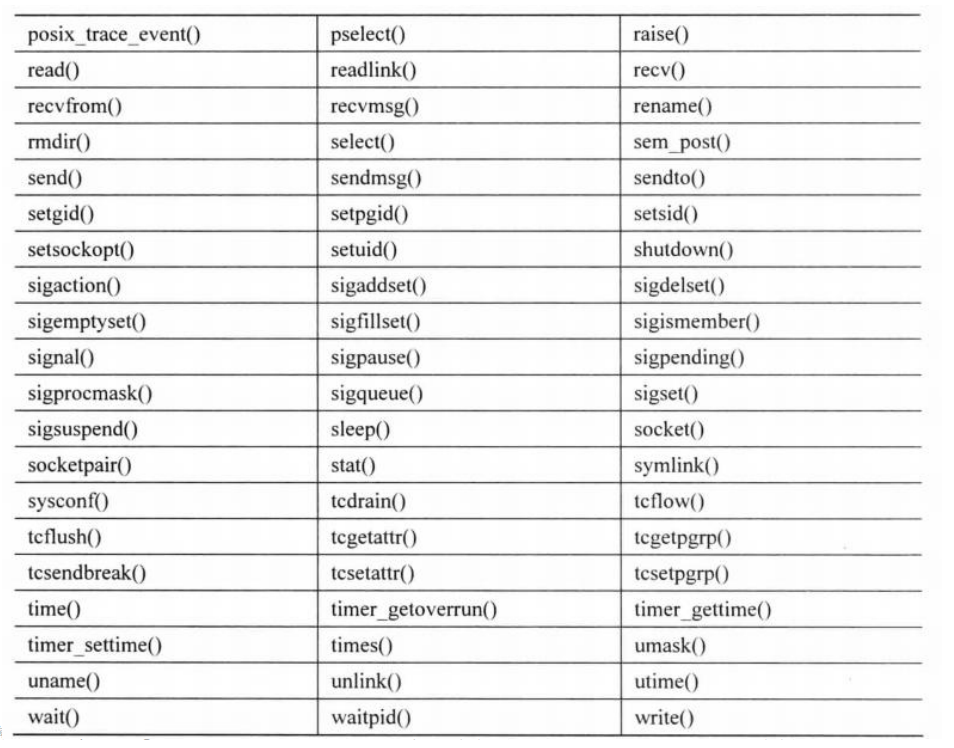 posix_trace_event() pselect() raise()
read() readlink() recv()
recvfrom() recvmsg() rename()
rmdir() select() sem_post()
send() sendmsg() sendto()
setgid() setpgid() setsid()
setsockopt() setuid() shutdown()
sigaction() sigaddset() sigdelset()
sigemptyset() sigfillset() sigismember()
signal() sigpause() sigpending()
sigprocmask() sigqueue() sigset()
sigsuspend() sleep() socket()
socketpair() stat() symlink()
sysconf() tcdrain() tcflow()
tcflush() tcgetattr() tcgetpgrp()
tcsendbreak() tcsetattr() tcsetpgrp()
time() timer_getoverrun() timer_gettime()
timer_settime() times() umask()
uname() unlink() utime()
wait() waitpid() write()